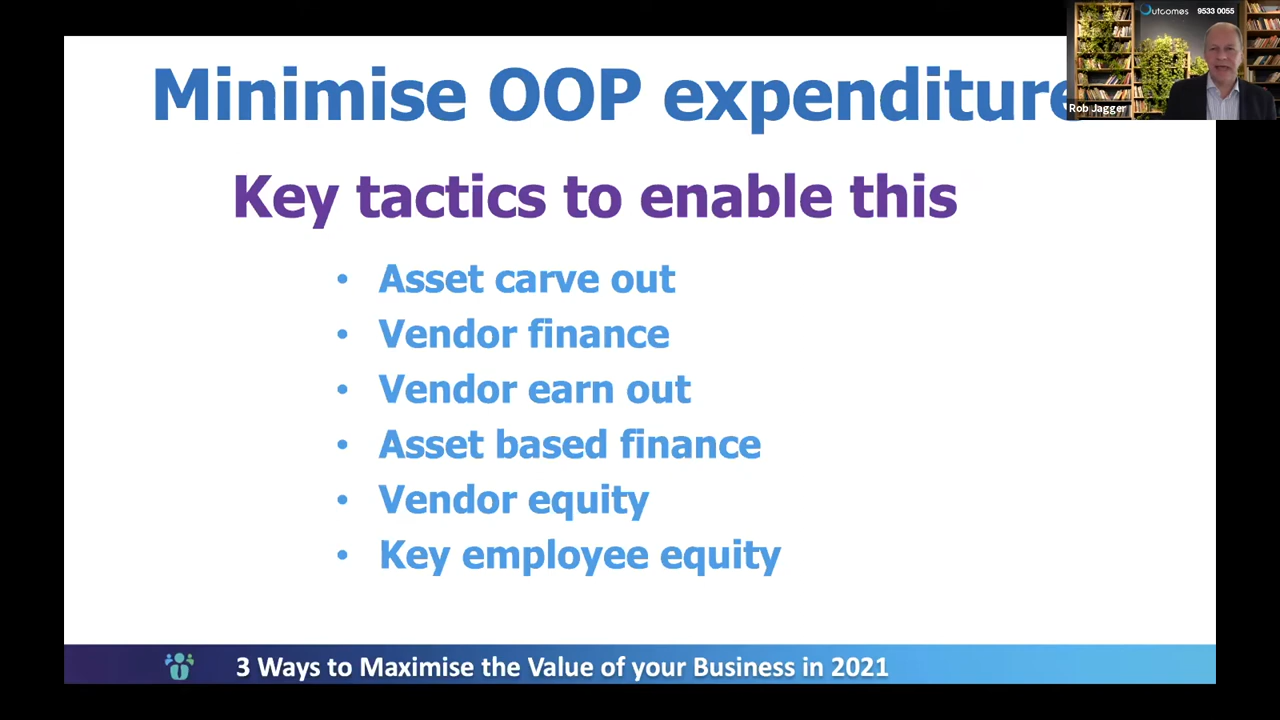 Outcomes 9533 0055
Rob Jagger
Minimise OOP expenditure
Key tactics to enable this
• Asset carve out
• Vendor finance
• Vendor earn out
• Asset based finance
• Vendor equity
• Key employee equity
3 Ways to Maximise the Value of your Business in 2021